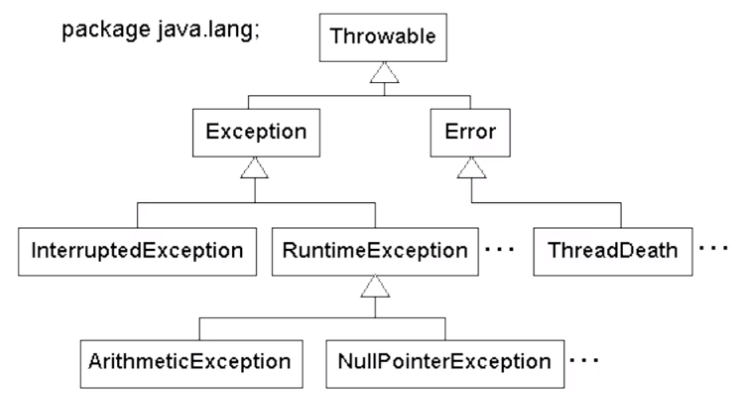 package java.lang;
Throwable
Exception
Error
InterruptedException
RuntimeException
...
ThreadDeath
...
ArithmeticException
NullPointerException
...